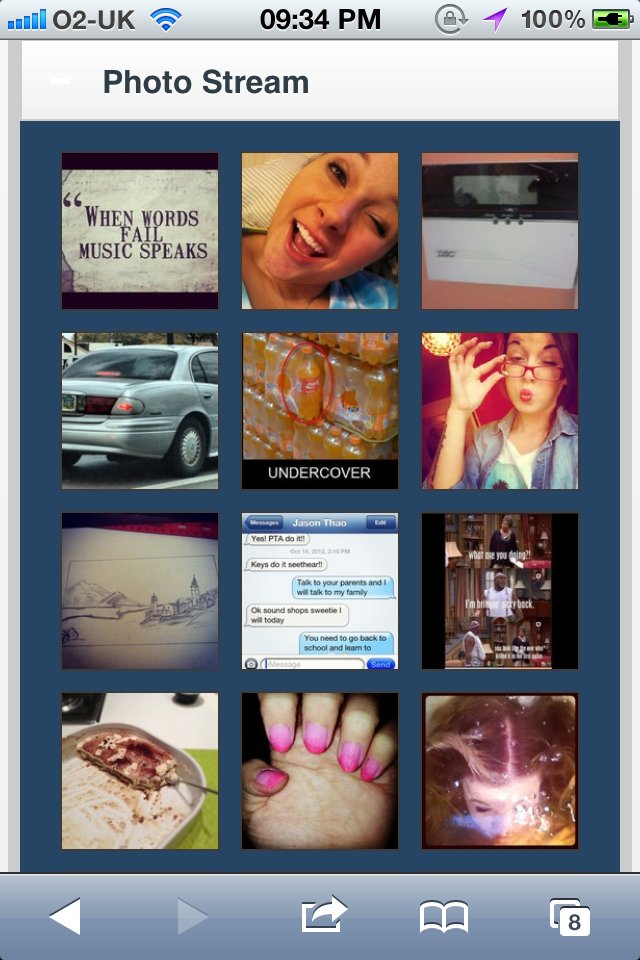 O2-UK 09:34 PM 100%
Photo Stream
“ WHEN WORDS
FAIL
MUSIC SPEAKS
DSC
UNDERCOVER
Messages Jason Thao Edit
Yes! PTA do it!!
Oct 14, 2012, 3:10 PM
Keys do it seethear!!
Talk to your parents and I
will talk to my family
Ok sound shops sweetie I
will today
You need to go back to
school and learn to
iMessage Send
what are you doing?!
I'm bringin' sexy back.
8